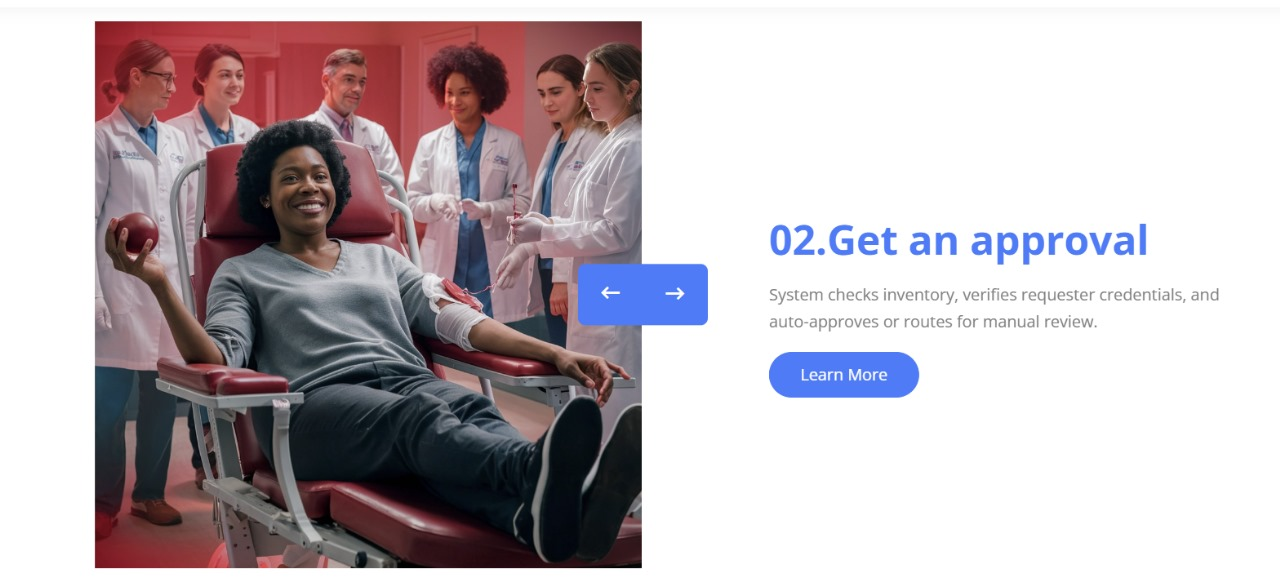 02.Get an approval
System checks inventory, verifies requester credentials, and
auto-approves or routes for manual review.
Learn More